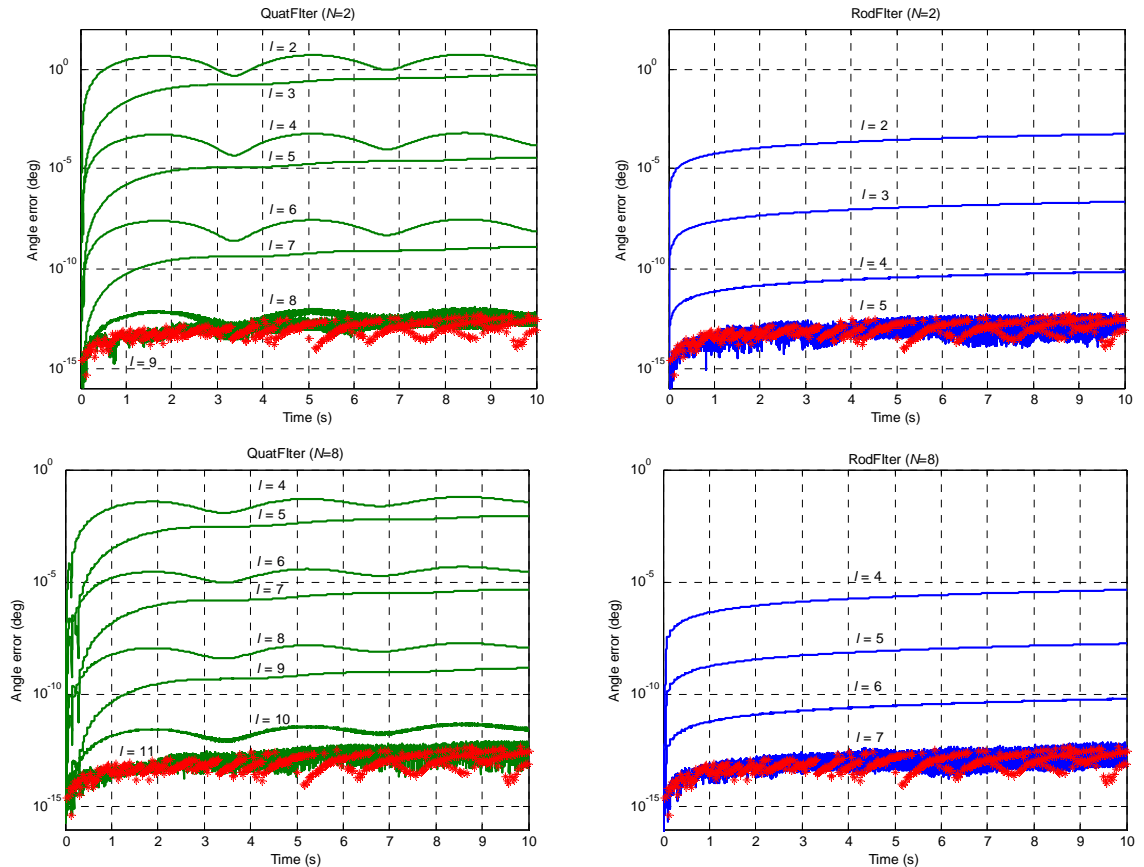 QuatFIter (N=2)
10^0
10^-5
10^-10
10^-15
Angle error (deg)
l = 2
l = 3
l = 4
l = 5
l = 6
l = 7
l = 8
l = 9
0 1 2 3 4 5 6 7 8 9 10
Time (s)
RodFIter (N=2)
10^0
10^-5
10^-10
10^-15
Angle error (deg)
l = 2
l = 3
l = 4
l = 5
0 1 2 3 4 5 6 7 8 9 10
Time (s)
QuatFIter (N=8)
10^0
10^-5
10^-10
10^-15
Angle error (deg)
l = 4
l = 5
l = 6
l = 7
l = 8
l = 9
l = 10
l = 11
0 1 2 3 4 5 6 7 8 9 10
Time (s)
RodFIter (N=8)
10^0
10^-5
10^-10
10^-15
Angle error (deg)
l = 4
l = 5
l = 6
l = 7
0 1 2 3 4 5 6 7 8 9 10
Time (s)